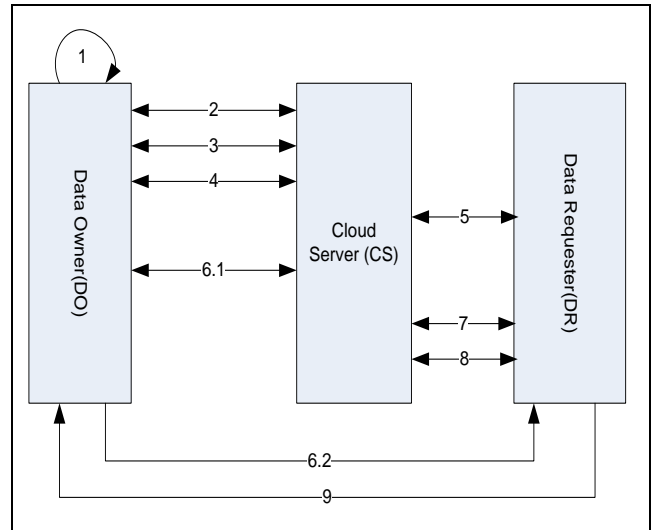 1
2
3
4
5
6.1
7
8
6.2
9
Data Owner(DO)
Cloud
Server (CS)
Data Requester(DR)